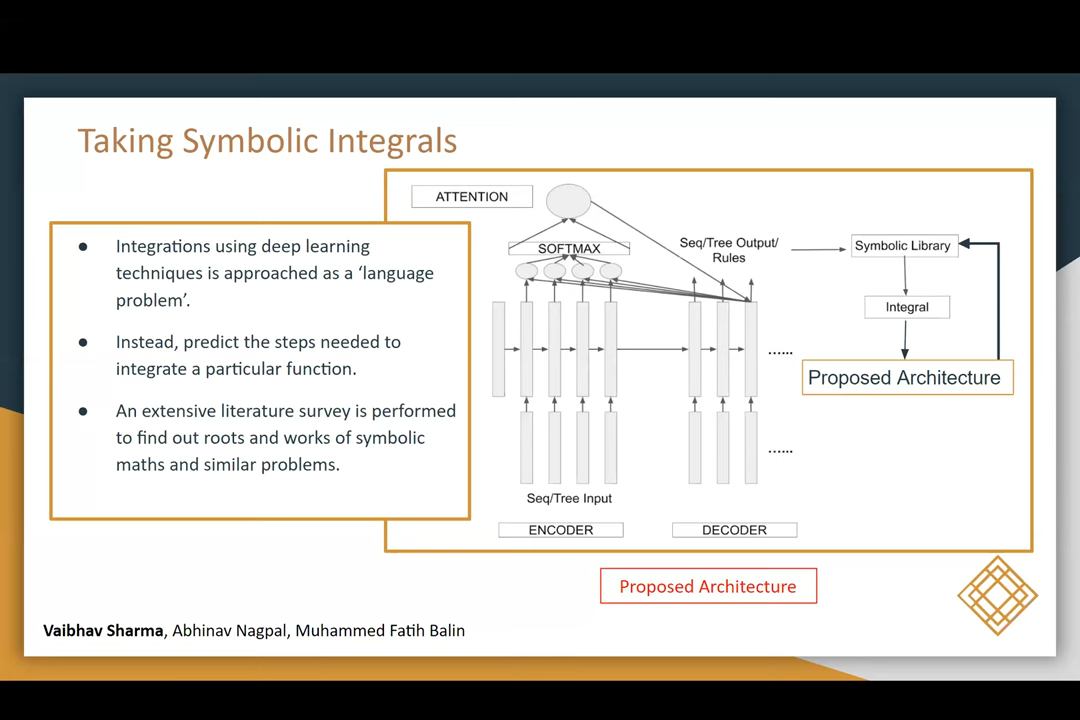 Taking Symbolic Integrals
● Integrations using deep learning
techniques is approached as a ‘language
problem’.
● Instead, predict the steps needed to
integrate a particular function.
● An extensive literature survey is performed
to find out roots and works of symbolic
maths and similar problems.
ATTENTION
SOFTMAX
Seq/Tree Output/
Rules
Symbolic Library
Integral
Proposed Architecture
......
......
Seq/Tree Input
ENCODER
DECODER
Proposed Architecture
Vaibhav Sharma, Abhinav Nagpal, Muhammed Fatih Balin